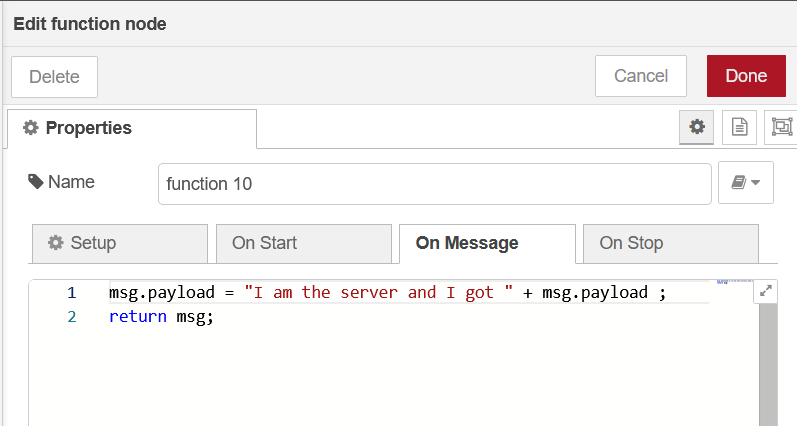 Edit function node
Delete Cancel Done
Properties
Name function 10
Setup On Start On Message On Stop
1 msg.payload = "I am the server and I got " + msg.payload ;
2 return msg;